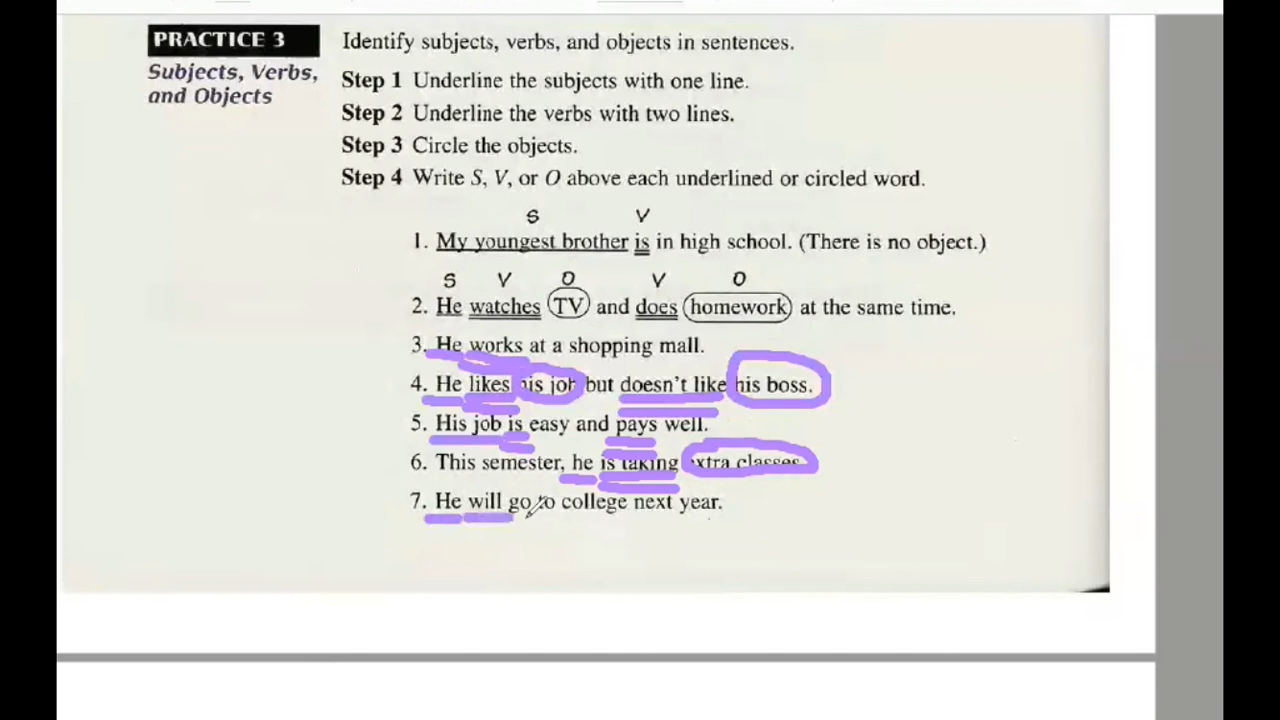 PRACTICE 3 Identify subjects, verbs, and objects in sentences.
Subjects, Verbs, and Objects
Step 1 Underline the subjects with one line.
Step 2 Underline the verbs with two lines.
Step 3 Circle the objects.
Step 4 Write S, V, or O above each underlined or circled word.
S V
1. My youngest brother is in high school. (There is no object.)
S V O V O
2. He watches TV and does homework at the same time.
3. He works at a shopping mall.
4. He likes his job but doesn't like his boss.
5. His job is easy and pays well.
6. This semester, he is taking extra classes.
7. He will go to college next year.